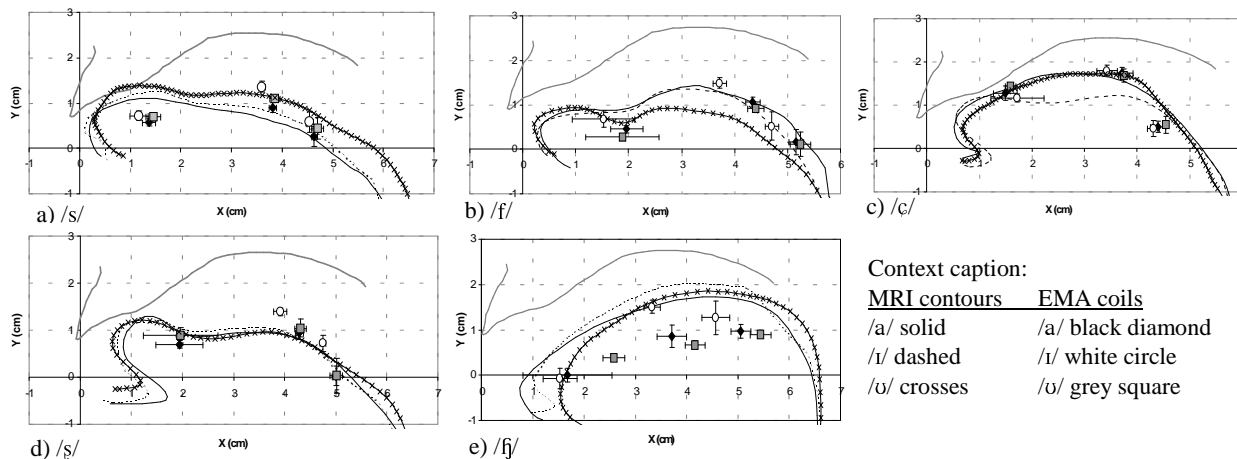 3
2
1
0
-1
Y (cm)
-1 0 1 2 3 4 5 6 7
X (cm)
a) /s/
3
2
1
0
-1
Y (cm)
-1 0 1 2 3 4 5 6
X (cm)
b) /f/
3
2
1
0
-1
Y (cm)
-1 0 1 2 3 4 5
X (cm)
c) /ɕ/
3
2
1
0
-1
Y (cm)
-1 0 1 2 3 4 5 6 7
X (cm)
d) /ʂ/
3
2
1
0
-1
Y (cm)
0 1 2 3 4 5 6 7
X (cm)
e) /ɧ/
Context caption:
MRI contours EMA coils
/a/ solid /a/ black diamond
/ɪ/ dashed /ɪ/ white circle
/ʊ/ crosses /ʊ/ grey square